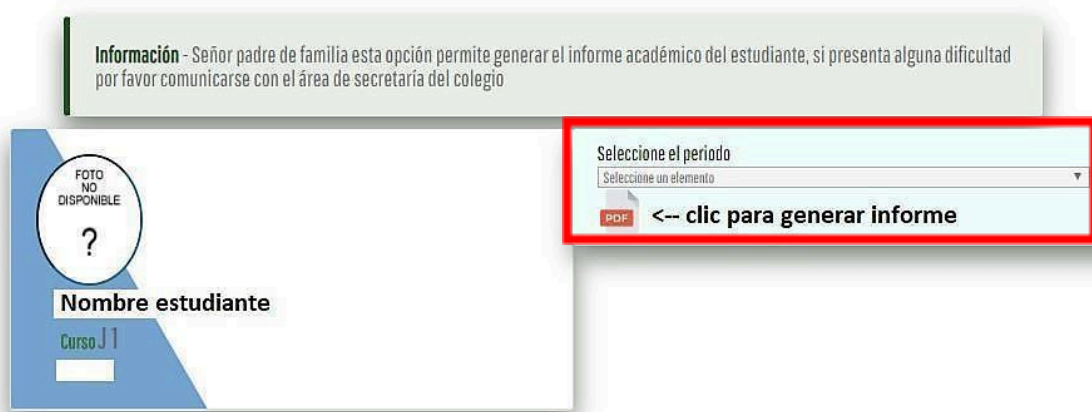 Información - Señor padre de familia esta opción permite generar el informe académico del estudiante, si presenta alguna dificultad
por favor comunicarse con el área de secretaría del colegio
Seleccione el periodo
Seleccione un elemento
PDF <-- clic para generar informe
FOTO
NO
DISPONIBLE
?
Nombre estudiante
Curso J1